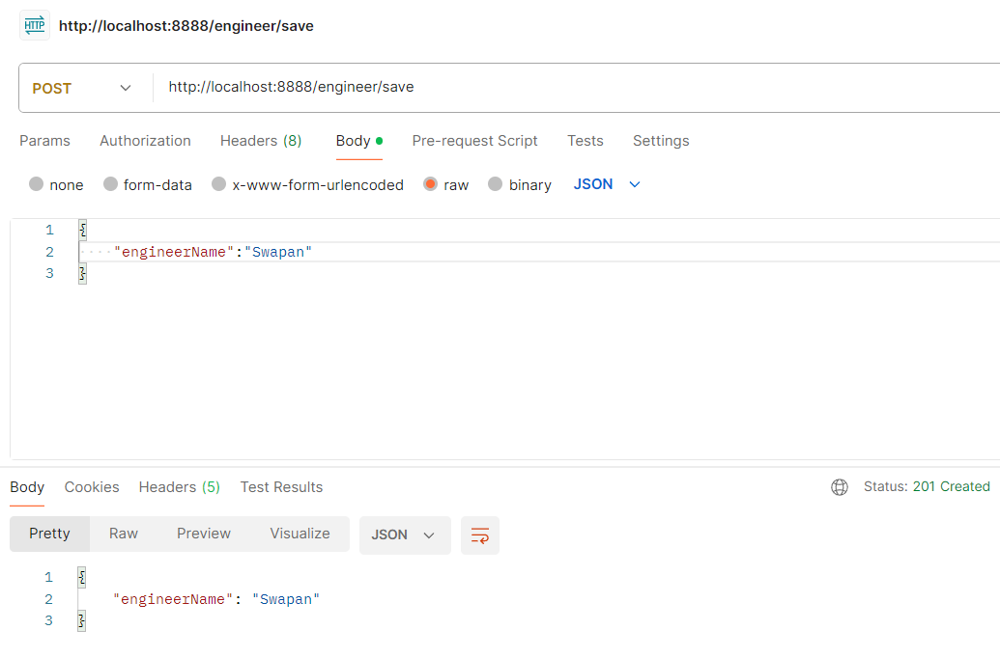 HTTP http://localhost:8888/engineer/save
POST http://localhost:8888/engineer/save
Params Authorization Headers (8) Body Pre-request Script Tests Settings
none form-data x-www-form-urlencoded raw binary JSON
1 {
2 "engineerName":"Swapan"
3 }
Body Cookies Headers (5) Test Results Status: 201 Created
Pretty Raw Preview Visualize JSON
1 {
2 "engineerName": "Swapan"
3 }